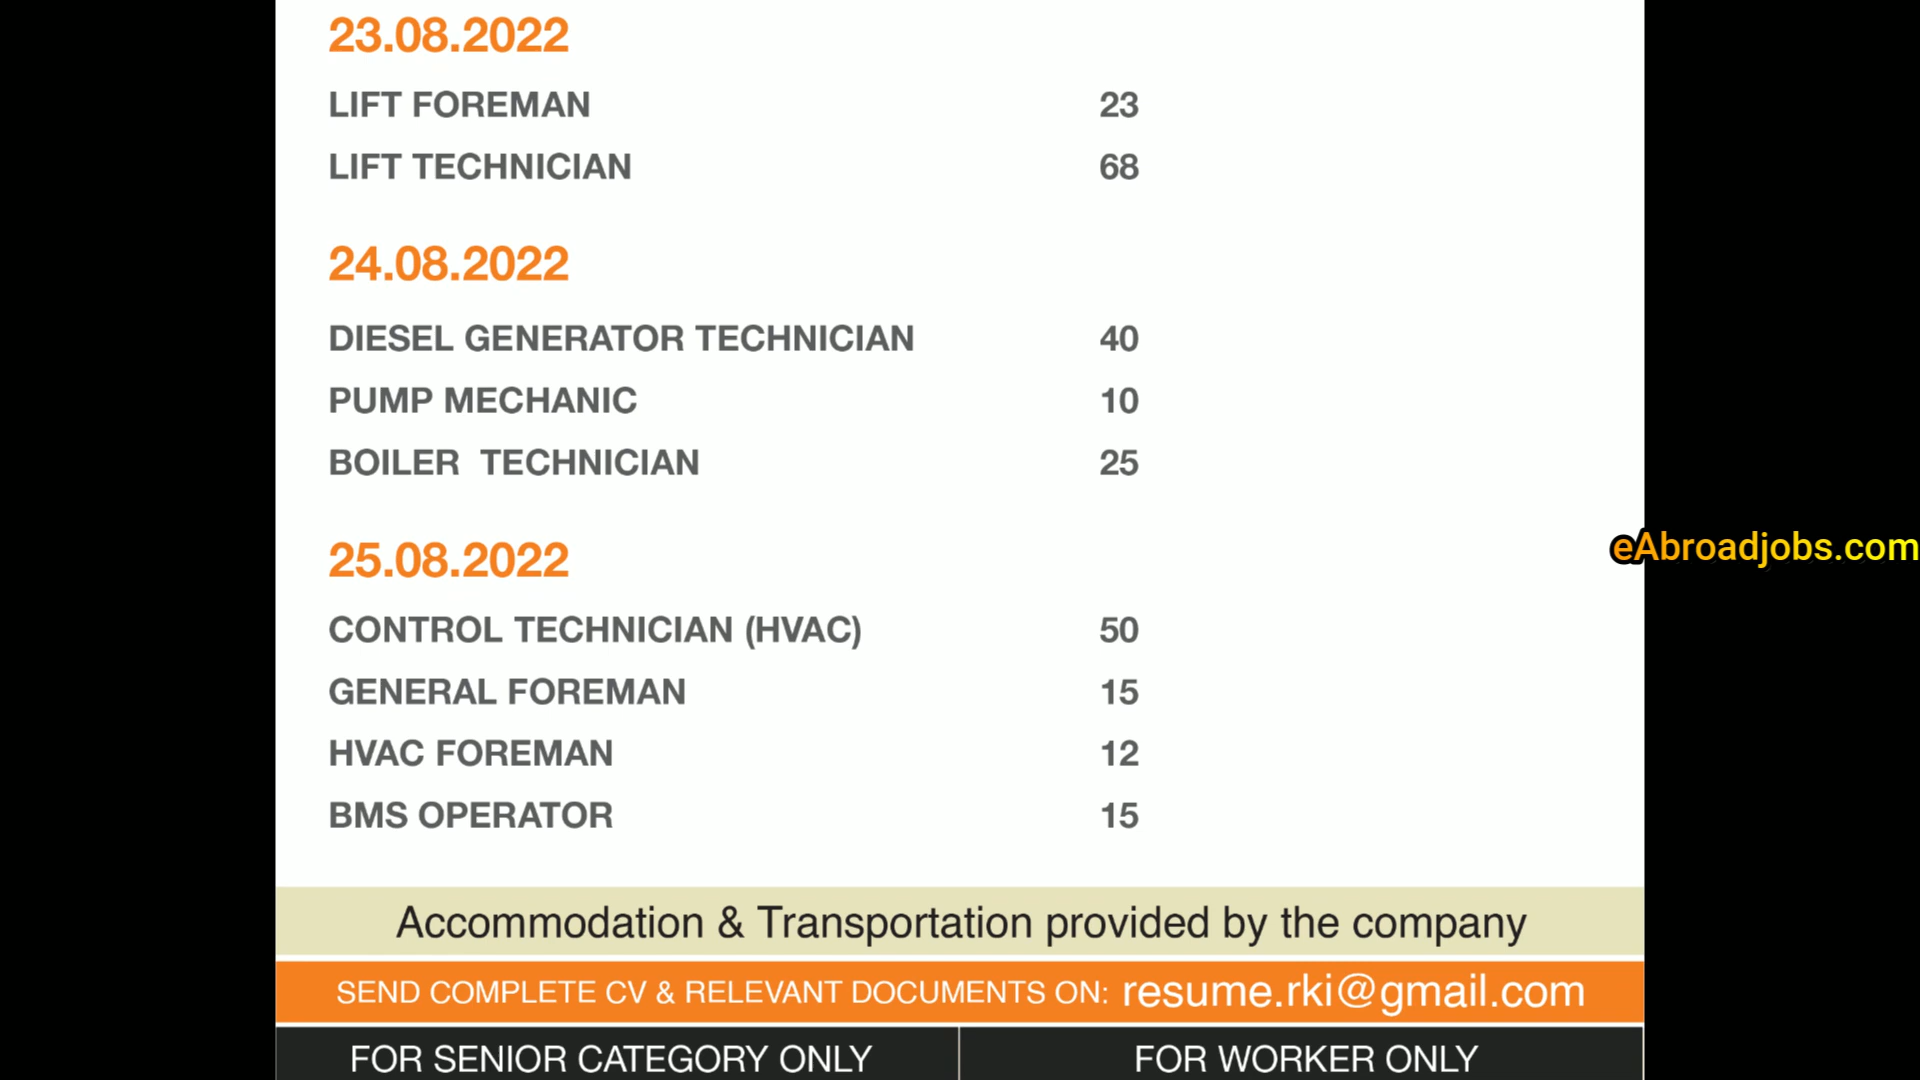 23.08.2022
LIFT FOREMAN 23
LIFT TECHNICIAN 68
24.08.2022
DIESEL GENERATOR TECHNICIAN 40
PUMP MECHANIC 10
BOILER TECHNICIAN 25
25.08.2022
eAbroadjobs.com
CONTROL TECHNICIAN (HVAC) 50
GENERAL FOREMAN 15
HVAC FOREMAN 12
BMS OPERATOR 15
Accommodation & Transportation provided by the company
SEND COMPLETE CV & RELEVANT DOCUMENTS ON: resume.rki@gmail.com
FOR SENIOR CATEGORY ONLY FOR WORKER ONLY